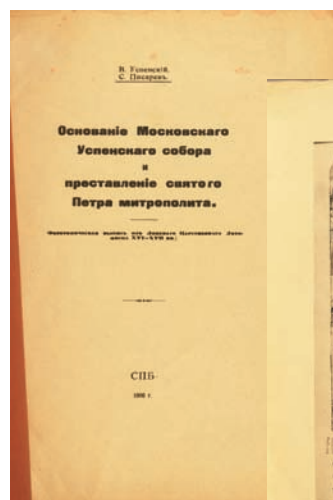 В. Успенскій.
С. Писаревъ.
Основаніе Московскаго
Успенскаго собора
и
преставленіе святого
Петра митрополита.
СПБ